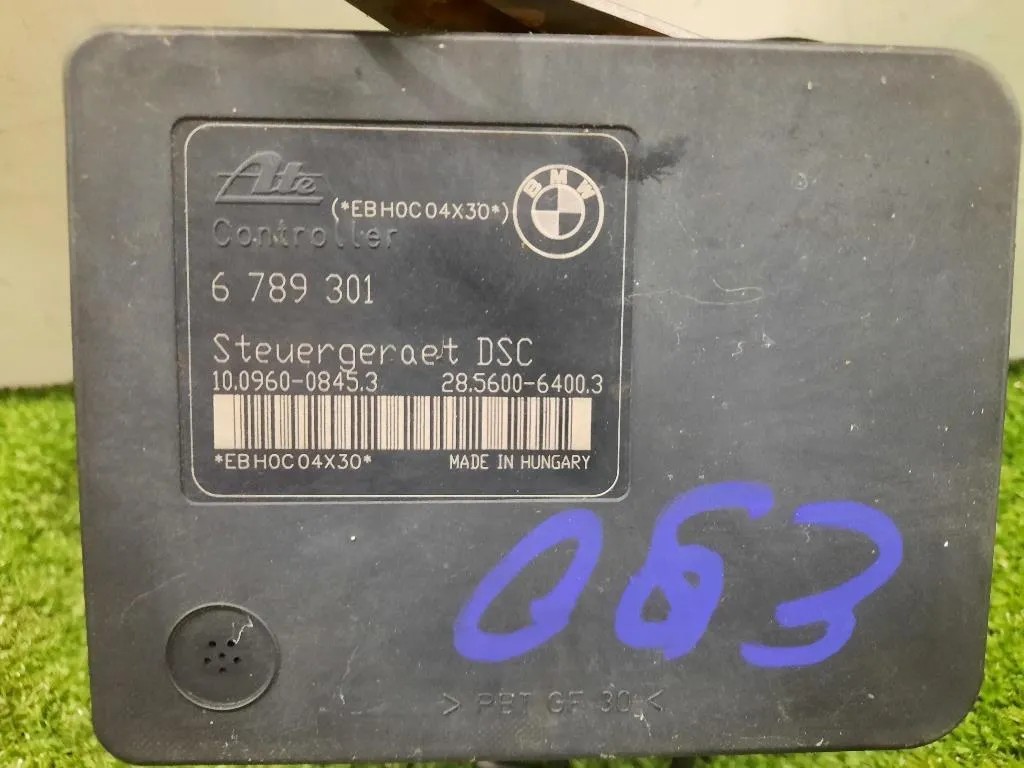 Ate
(*EBH0C04X30*)
BMW
Controller
6 789 301
Steuergeraet DSC
10.0960-0845.3 28.5600-6400.3
*EBH0C04X30* MADE IN HUNGARY
063
> PBT GF 30 <